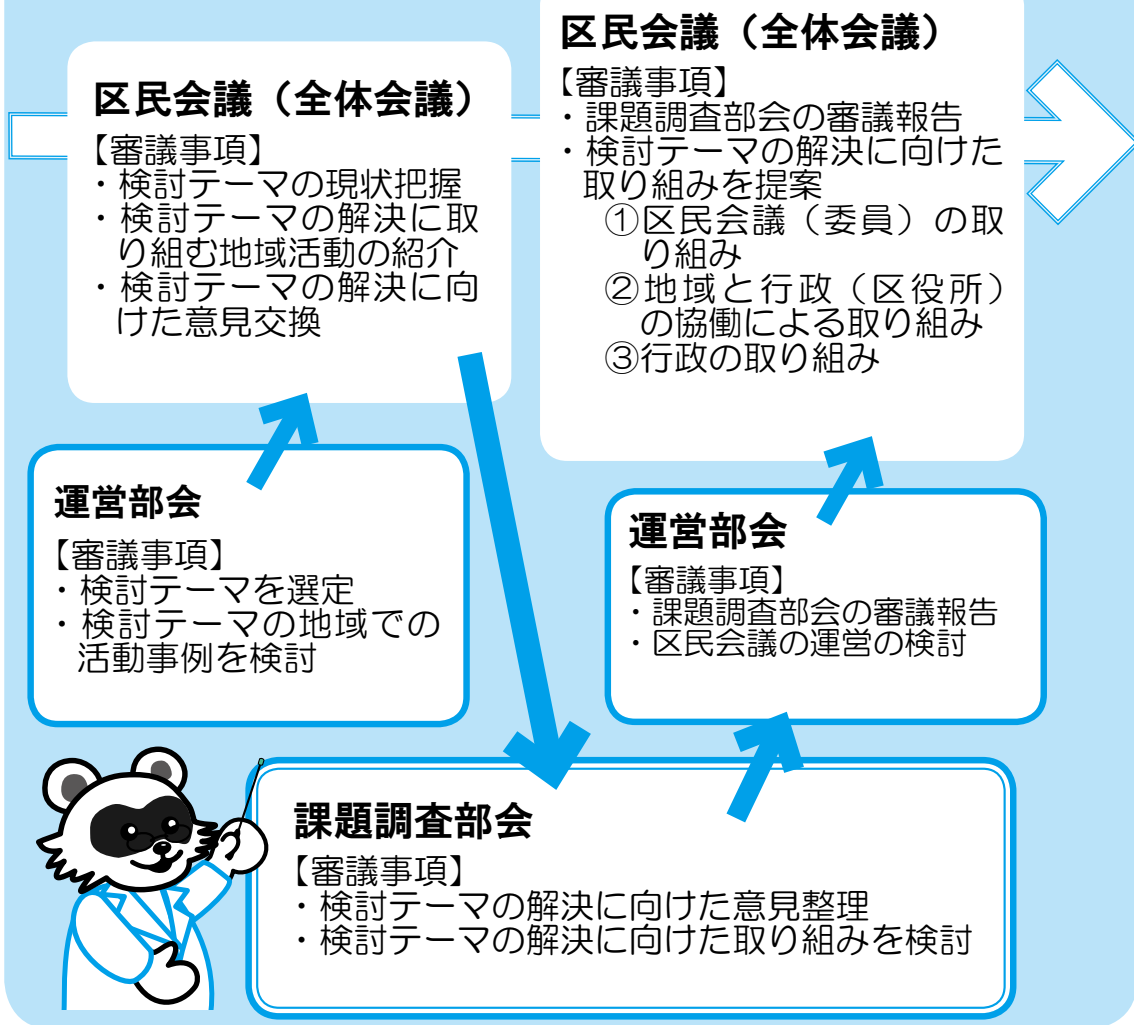 区民会議（全体会議）
【審議事項】
・検討テーマの現状把握
・検討テーマの解決に取
り組む地域活動の紹介
・検討テーマの解決に向
けた意見交換
区民会議（全体会議）
【審議事項】
・課題調査部会の審議報告
・検討テーマの解決に向けた
取り組みを提案
①区民会議（委員）の取
り組み
②地域と行政（区役所）
の協働による取り組み
③行政の取り組み
運営部会
【審議事項】
・検討テーマを選定
・検討テーマの地域での
活動事例を検討
運営部会
【審議事項】
・課題調査部会の審議報告
・区民会議の運営の検討
課題調査部会
【審議事項】
・検討テーマの解決に向けた意見整理
・検討テーマの解決に向けた取り組みを検討